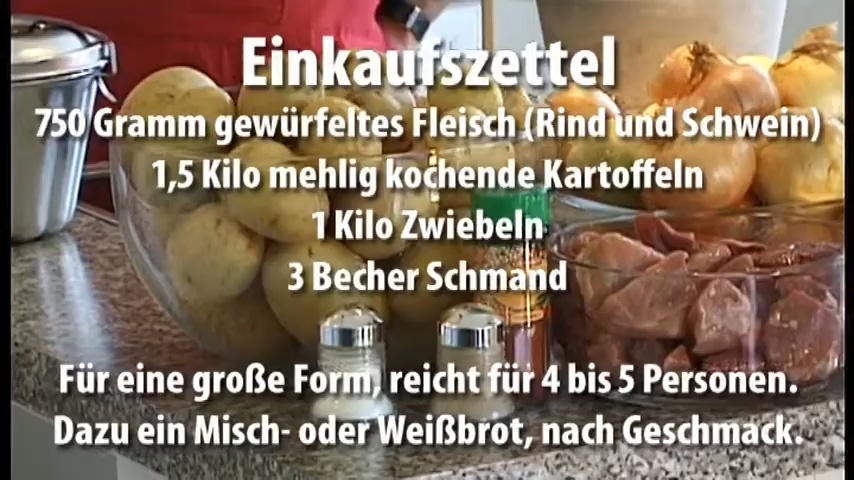 Einkaufszettel
750 Gramm gewürfeltes Fleisch (Rind und Schwein)
1,5 Kilo mehlig kochende Kartoffeln
1 Kilo Zwiebeln
3 Becher Schmand
Für eine große Form, reicht für 4 bis 5 Personen.
Dazu ein Misch- oder Weißbrot, nach Geschmack.